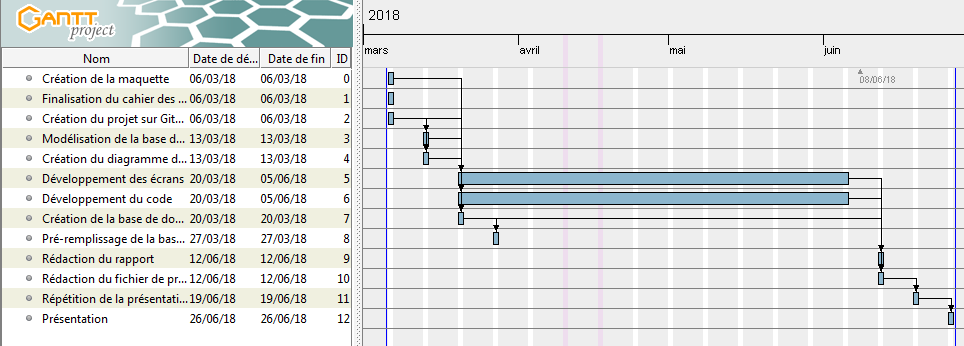 GANTT
project
2018
mars avril mai juin
Nom Date de dé... Date de fin ID
08/06/18
Création de la maquette 06/03/18 06/03/18 0
Finalisation du cahier des ... 06/03/18 06/03/18 1
Création du projet sur Git... 06/03/18 06/03/18 2
Modélisation de la base d... 13/03/18 13/03/18 3
Création du diagramme d... 13/03/18 13/03/18 4
Développement des écrans 20/03/18 05/06/18 5
Développement du code 20/03/18 05/06/18 6
Création de la base de do... 20/03/18 20/03/18 7
Pré-remplissage de la bas... 27/03/18 27/03/18 8
Rédaction du rapport 12/06/18 12/06/18 9
Rédaction du fichier de pr... 12/06/18 12/06/18 10
Répétition de la présentati... 19/06/18 19/06/18 11
Présentation 26/06/18 26/06/18 12